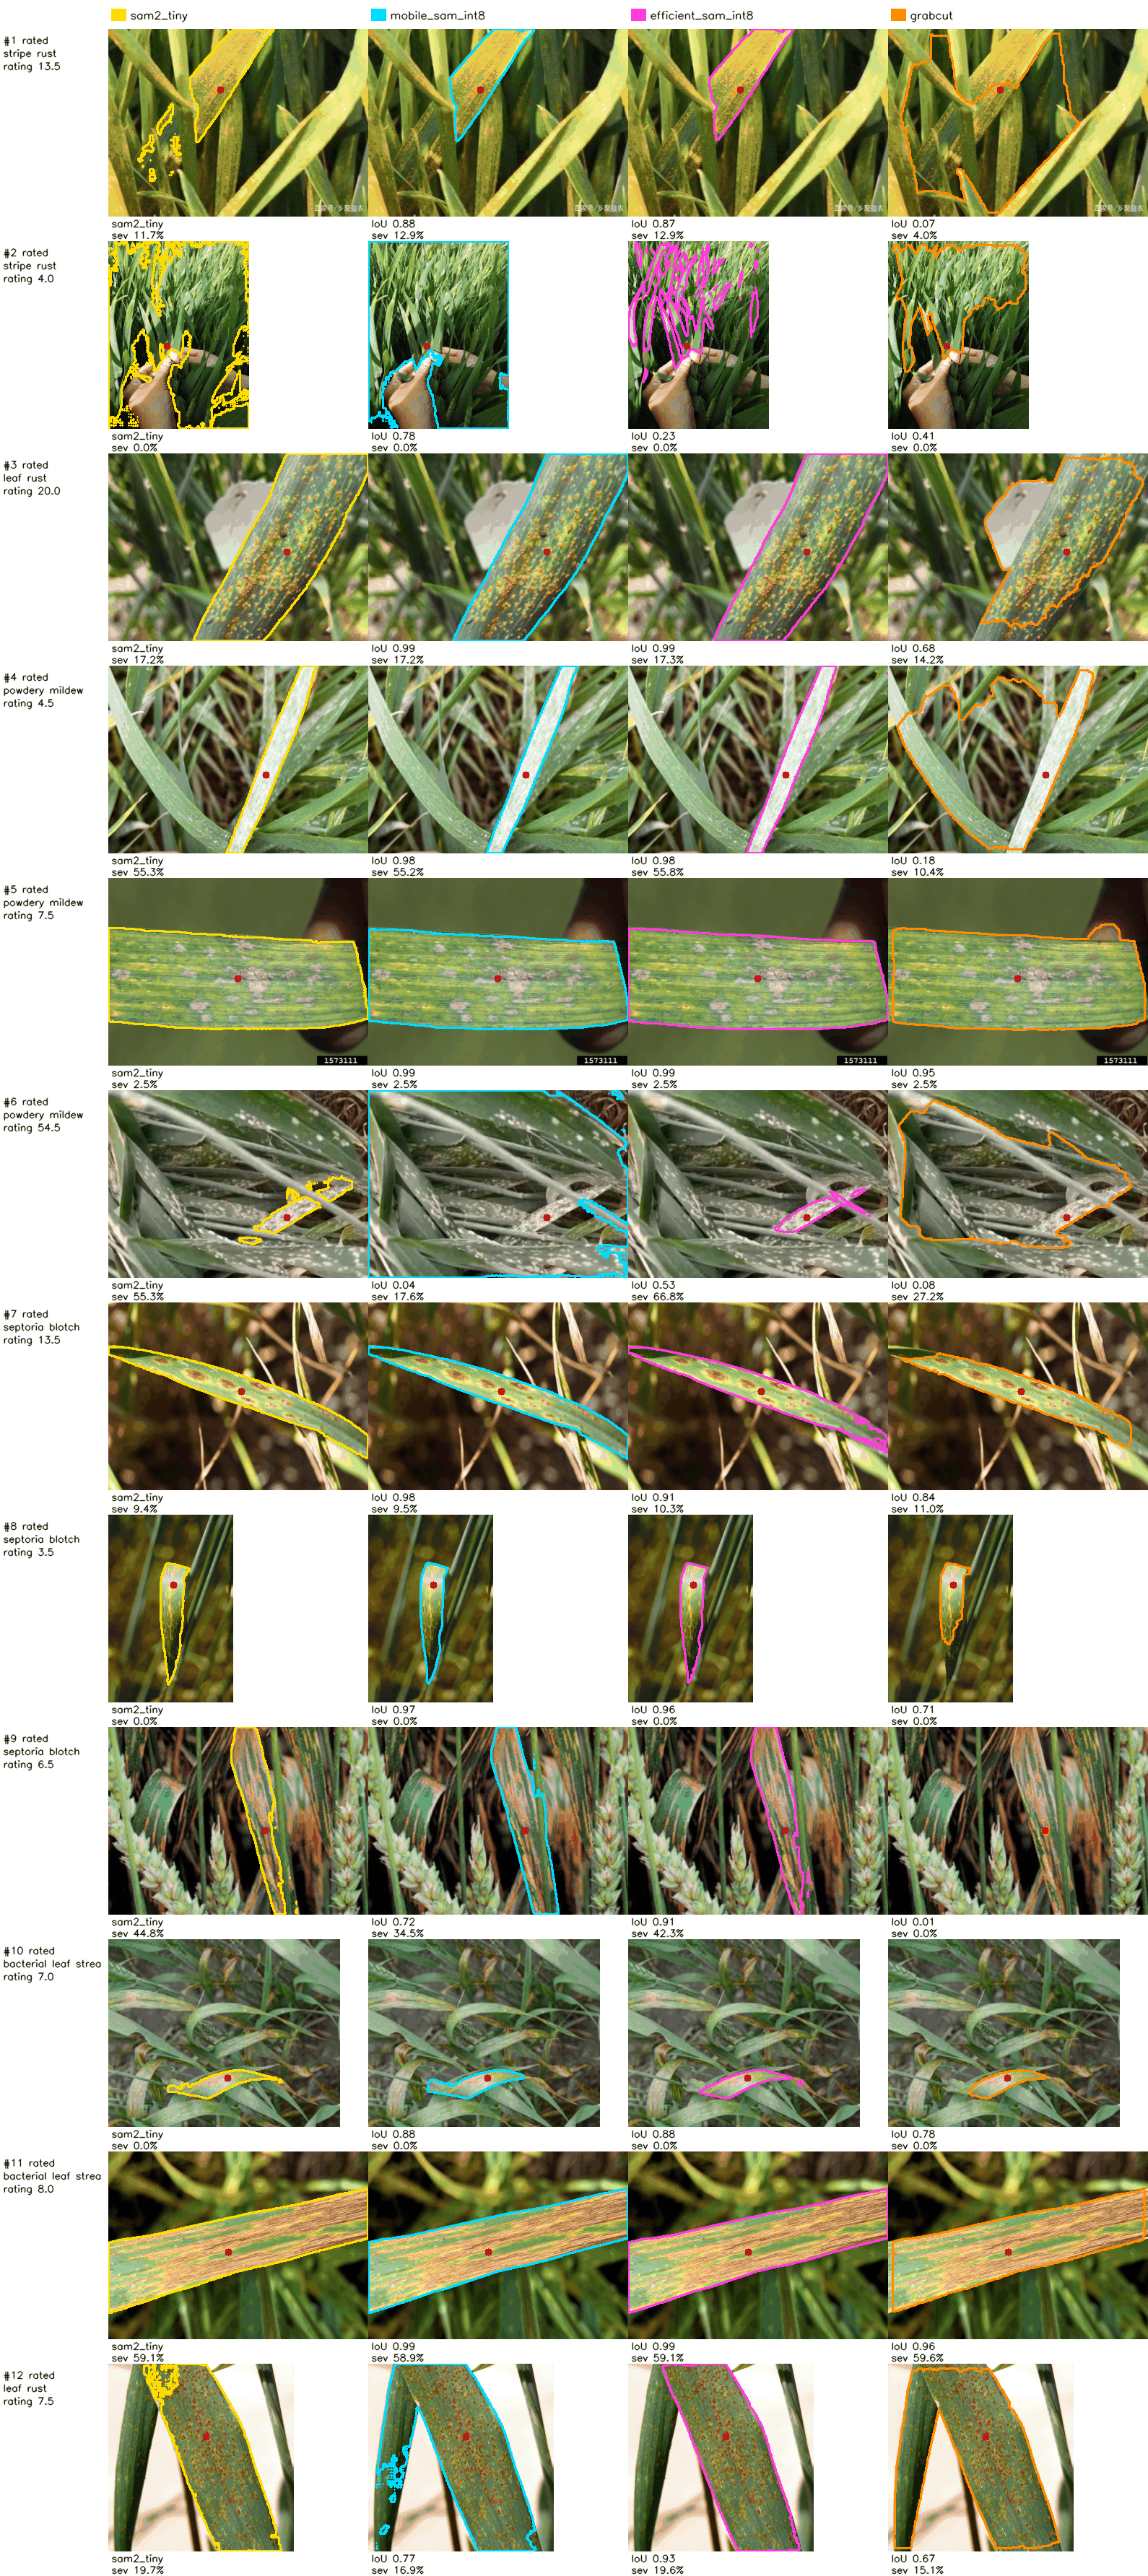 sam2_tiny
mobile_sam_int8
efficient_sam_int8
grabcut
#1 rated
stripe rust
rating 13.5
sam2_tiny
sev 11.7%
IoU 0.88
sev 12.9%
IoU 0.87
sev 12.9%
IoU 0.07
sev 4.0%
#2 rated
stripe rust
rating 4.0
sam2_tiny
sev 0.0%
IoU 0.78
sev 0.0%
IoU 0.23
sev 0.0%
IoU 0.41
sev 0.0%
#3 rated
leaf rust
rating 20.0
sam2_tiny
sev 17.2%
IoU 0.99
sev 17.2%
IoU 0.99
sev 17.3%
IoU 0.68
sev 14.2%
#4 rated
powdery mildew
rating 4.5
sam2_tiny
sev 55.3%
IoU 0.98
sev 55.2%
IoU 0.98
sev 55.8%
IoU 0.18
sev 10.4%
#5 rated
powdery mildew
rating 7.5
1573111
1573111
1573111
1573111
sam2_tiny
sev 2.5%
IoU 0.99
sev 2.5%
IoU 0.99
sev 2.5%
IoU 0.95
sev 2.5%
#6 rated
powdery mildew
rating 54.5
sam2_tiny
sev 55.3%
IoU 0.04
sev 17.6%
IoU 0.53
sev 66.8%
IoU 0.08
sev 27.2%
#7 rated
septoria blotch
rating 13.5
sam2_tiny
sev 9.4%
IoU 0.98
sev 9.5%
IoU 0.91
sev 10.3%
IoU 0.84
sev 11.0%
#8 rated
septoria blotch
rating 3.5
sam2_tiny
sev 0.0%
IoU 0.97
sev 0.0%
IoU 0.96
sev 0.0%
IoU 0.71
sev 0.0%
#9 rated
septoria blotch
rating 6.5
sam2_tiny
sev 44.8%
IoU 0.72
sev 34.5%
IoU 0.91
sev 42.3%
IoU 0.01
sev 0.0%
#10 rated
bacterial leaf strea
rating 7.0
sam2_tiny
sev 0.0%
IoU 0.88
sev 0.0%
IoU 0.88
sev 0.0%
IoU 0.78
sev 0.0%
#11 rated
bacterial leaf strea
rating 8.0
sam2_tiny
sev 59.1%
IoU 0.99
sev 58.9%
IoU 0.99
sev 59.1%
IoU 0.96
sev 59.6%
#12 rated
leaf rust
rating 7.5
sam2_tiny
sev 19.7%
IoU 0.77
sev 16.9%
IoU 0.93
sev 19.6%
IoU 0.67
sev 15.1%